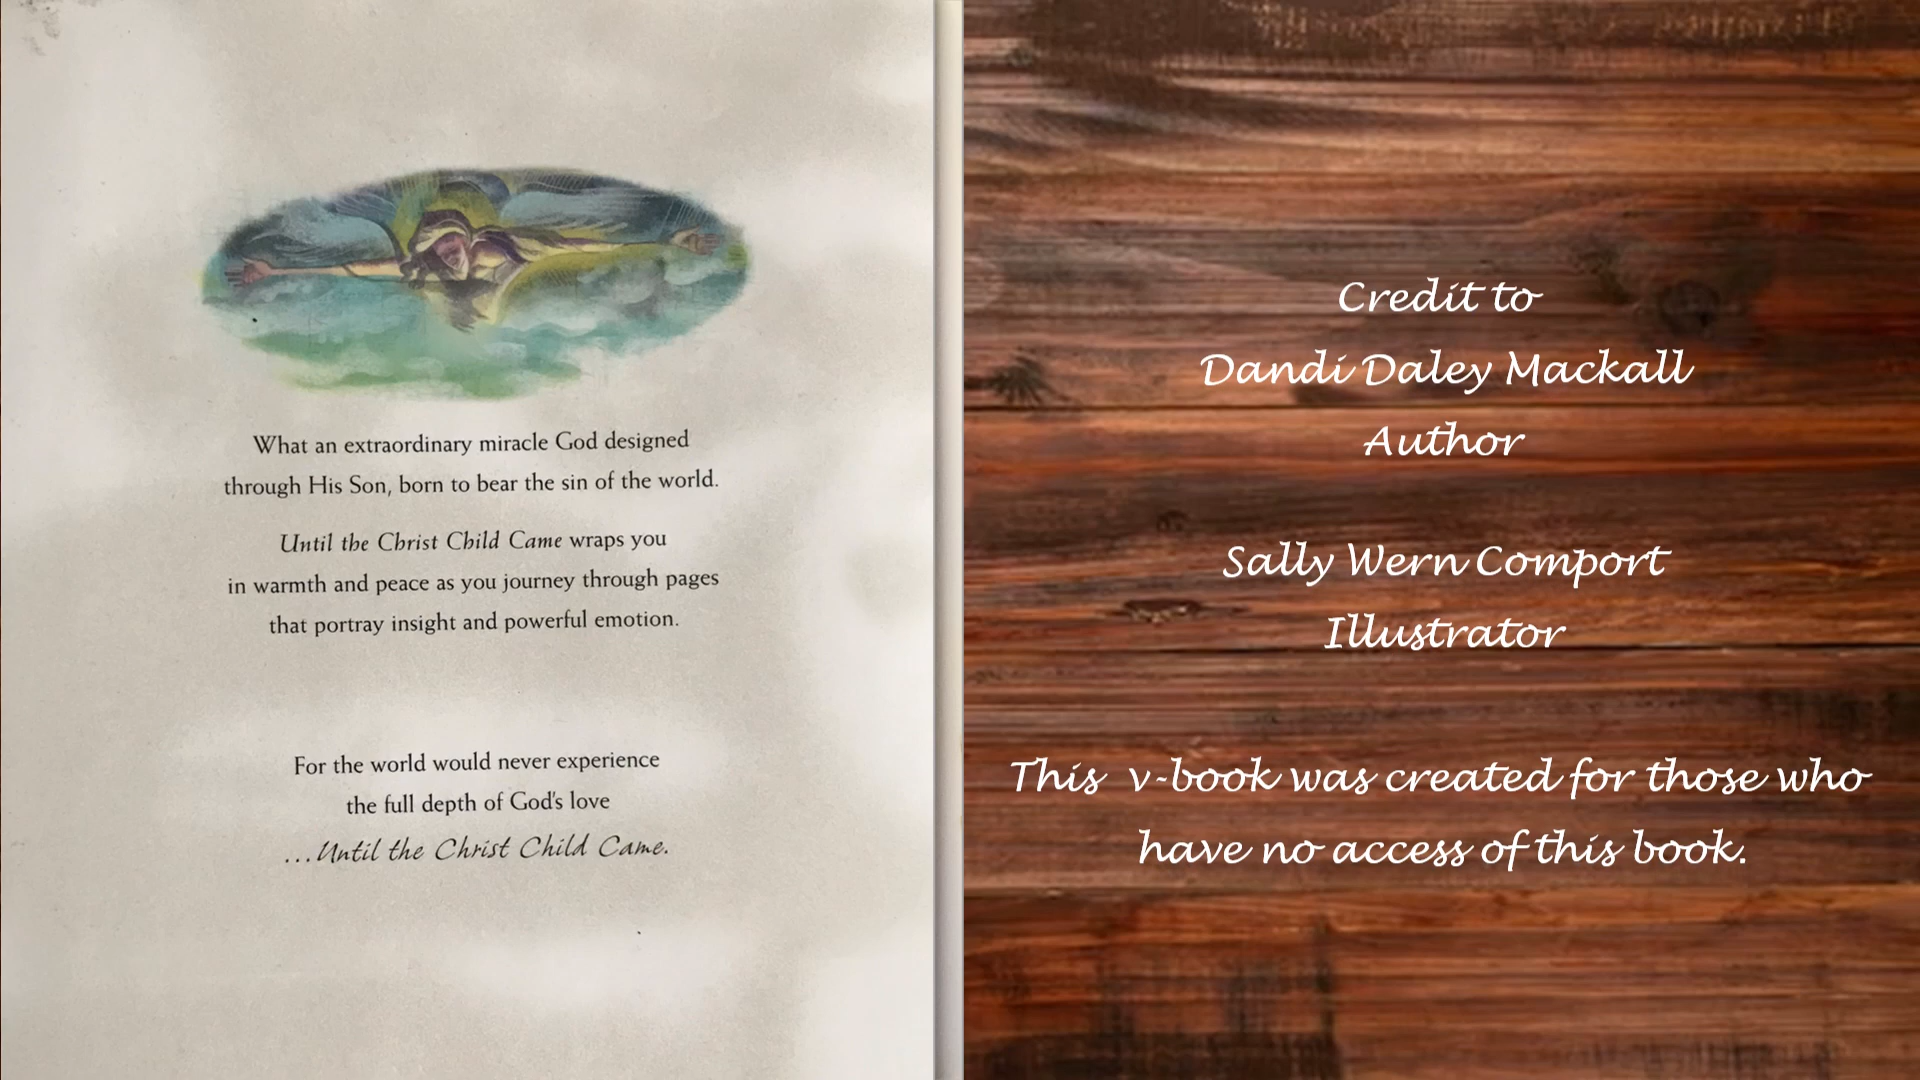 What an extraordinary miracle God designed
through His Son, born to bear the sin of the world.
Until the Christ Child Came wraps you
in warmth and peace as you journey through pages
that portray insight and powerful emotion.
For the world would never experience
the full depth of God's love
...Until the Christ Child Came.
Credit to
Dandi Daley Mackall
Author
Sally Wern Comport
Illustrator
This v-book was created for those who
have no access of this book.